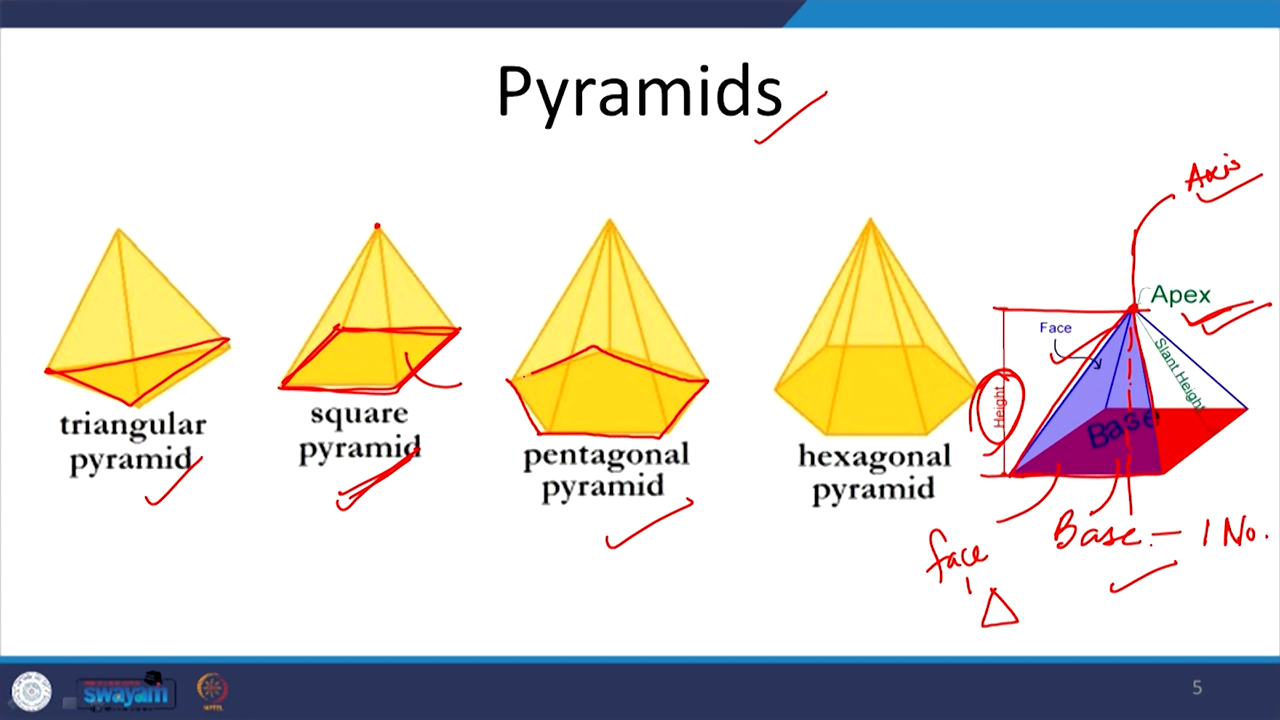 Pyramids
Axis
Apex
Face
Slant Height
Height
Base
triangular
pyramid
square
pyramid
pentagonal
pyramid
hexagonal
pyramid
face
Base - 1 No.
swayam
5